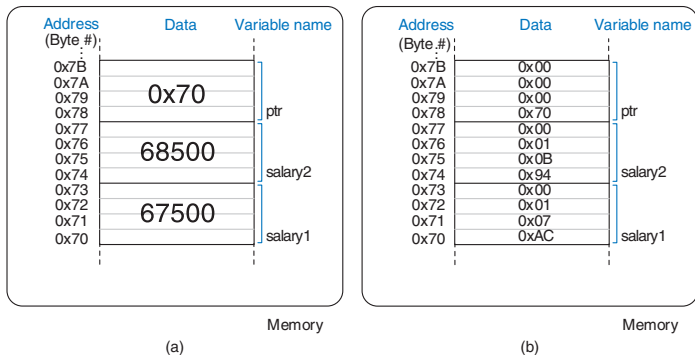 Address Data Variable name
(Byte #)
0x7B
0x7A
0x79
0x78
0x77
0x76
0x75
0x74
0x73
0x72
0x71
0x70
0x70
68500
67500
ptr
salary2
salary1
Memory
(a)
Address Data Variable name
(Byte #)
0x7B 0x00
0x7A 0x00
0x79 0x00
0x78 0x70
0x77 0x00
0x76 0x01
0x75 0x0B
0x74 0x94
0x73 0x00
0x72 0x01
0x71 0x07
0x70 0xAC
ptr
salary2
salary1
Memory
(b)